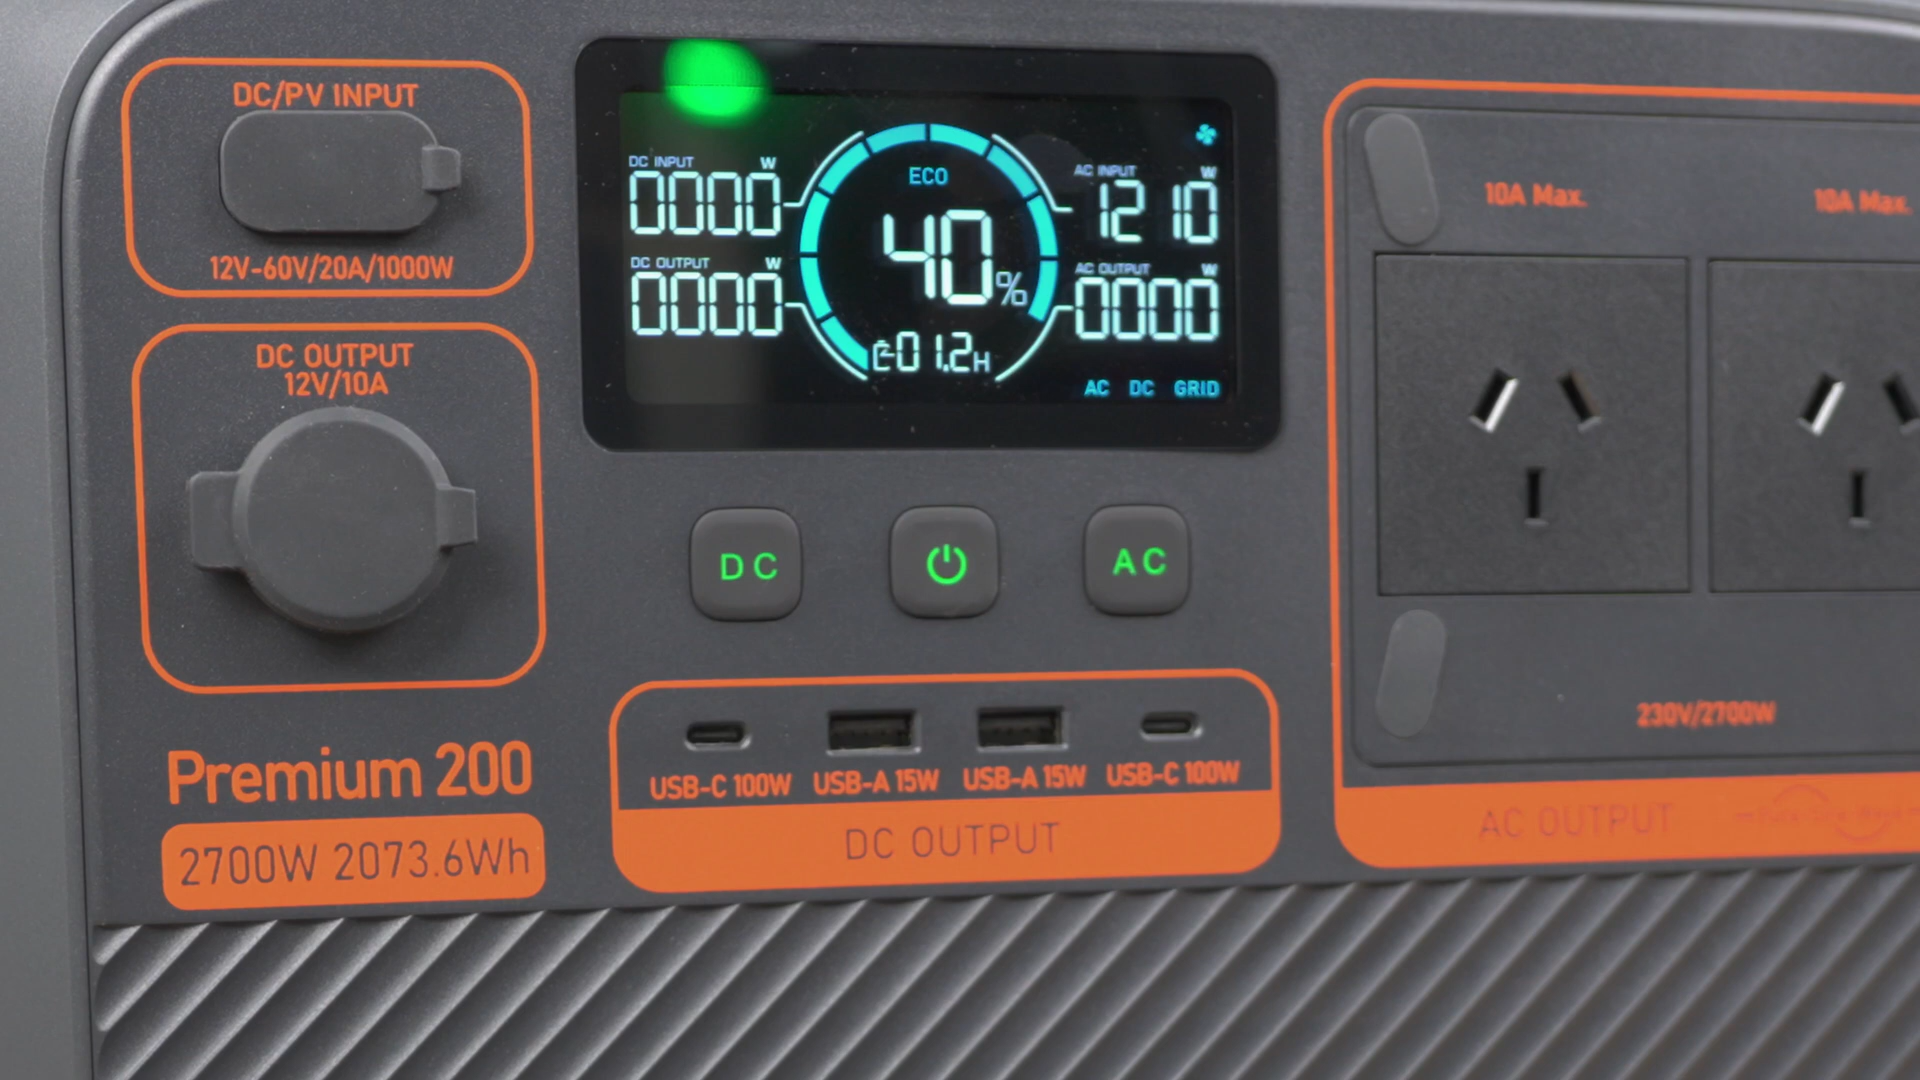 DC/PV INPUT
12V-60V/20A/1000W
DC OUTPUT
12V/10A
Premium 200
2700W 2073.6Wh
DC INPUT W
0000
DC OUTPUT W
0000
ECO
40%
01.2H
AC INPUT W
1210
AC OUTPUT W
0000
AC DC GRID
DC
AC
USB-C 100W USB-A 15W USB-A 15W USB-C 100W
DC OUTPUT
10A Max. 10A Max.
230V/2700W
AC OUTPUT